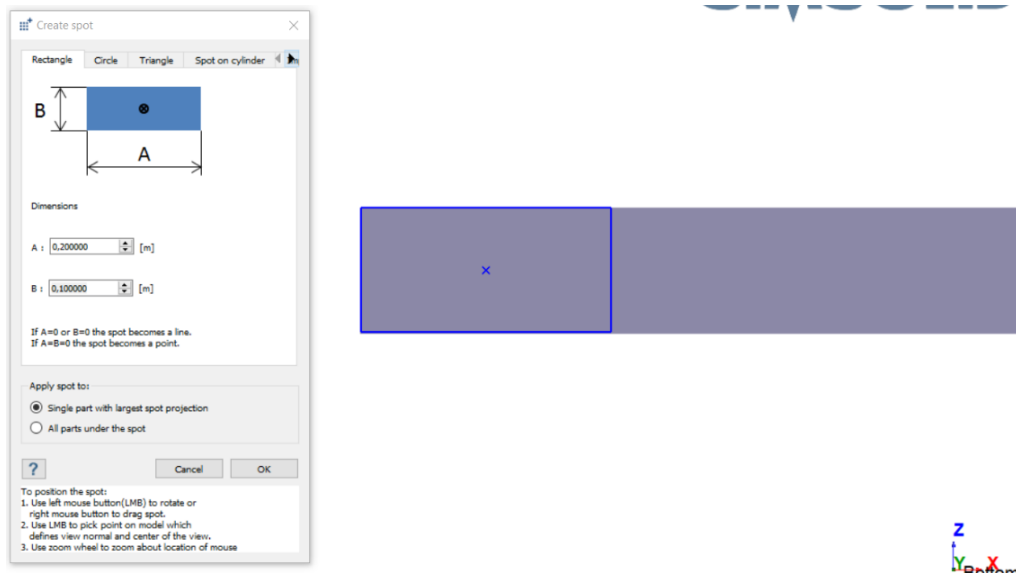 Create spot
Rectangle Circle Triangle Spot on cylinder
B
A
Dimensions
A : 0,200000 [m]
B : 0,100000 [m]
If A=0 or B=0 the spot becomes a line.
If A=B=0 the spot becomes a point.
Apply spot to:
Single part with largest spot projection
All parts under the spot
? Cancel OK
To position the spot:
1. Use left mouse button(LMB) to rotate or
right mouse button to drag spot.
2. Use LMB to pick point on model which
defines view normal and center of the view.
3. Use zoom wheel to zoom about location of mouse
Z
Y X